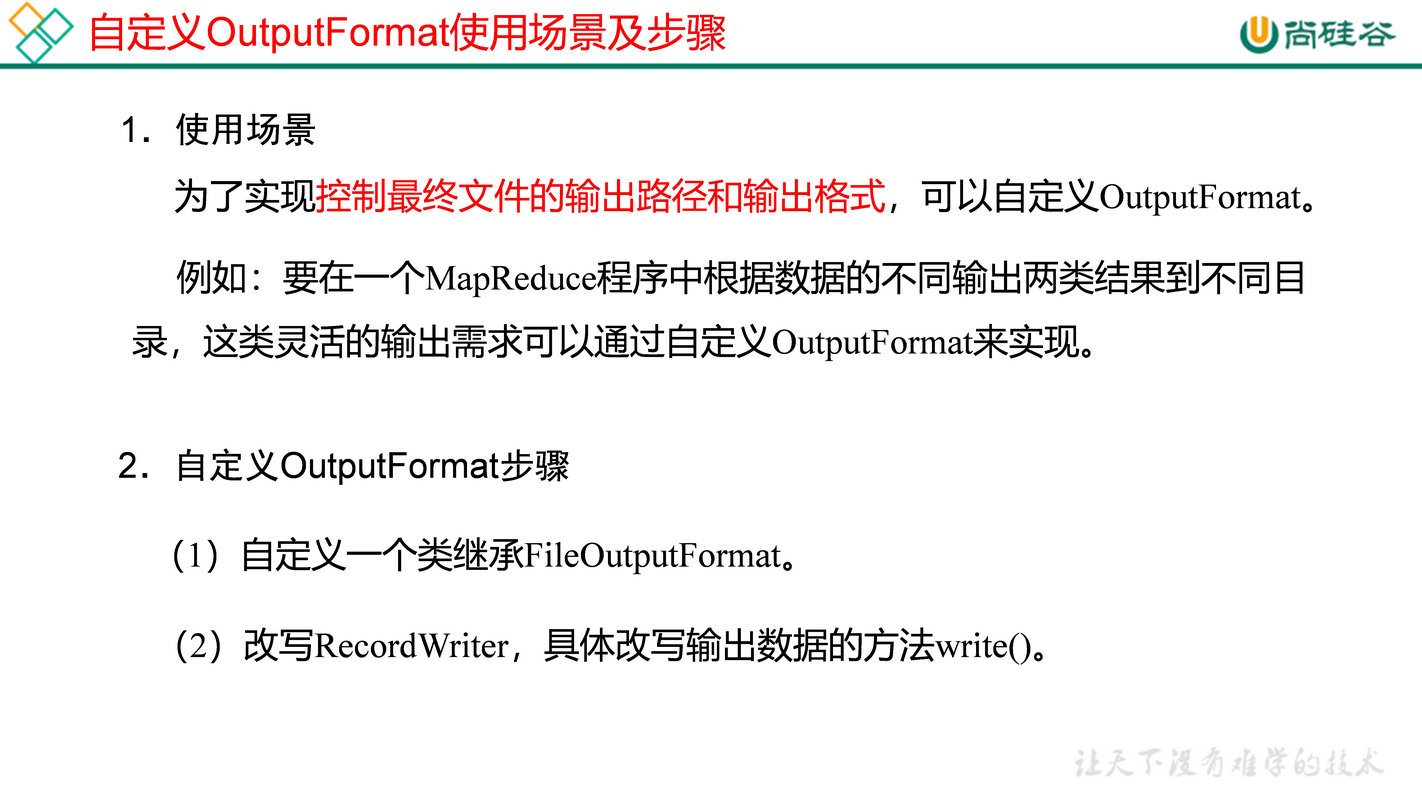 自定义OutputFormat使用场景及步骤
尚硅谷
1．使用场景
为了实现控制最终文件的输出路径和输出格式，可以自定义OutputFormat。
例如：要在一个MapReduce程序中根据数据的不同输出两类结果到不同目
录，这类灵活的输出需求可以通过自定义OutputFormat来实现。
2．自定义OutputFormat步骤
（1）自定义一个类继承FileOutputFormat。
（2）改写RecordWriter，具体改写输出数据的方法write()。
让天下没有难学的技术